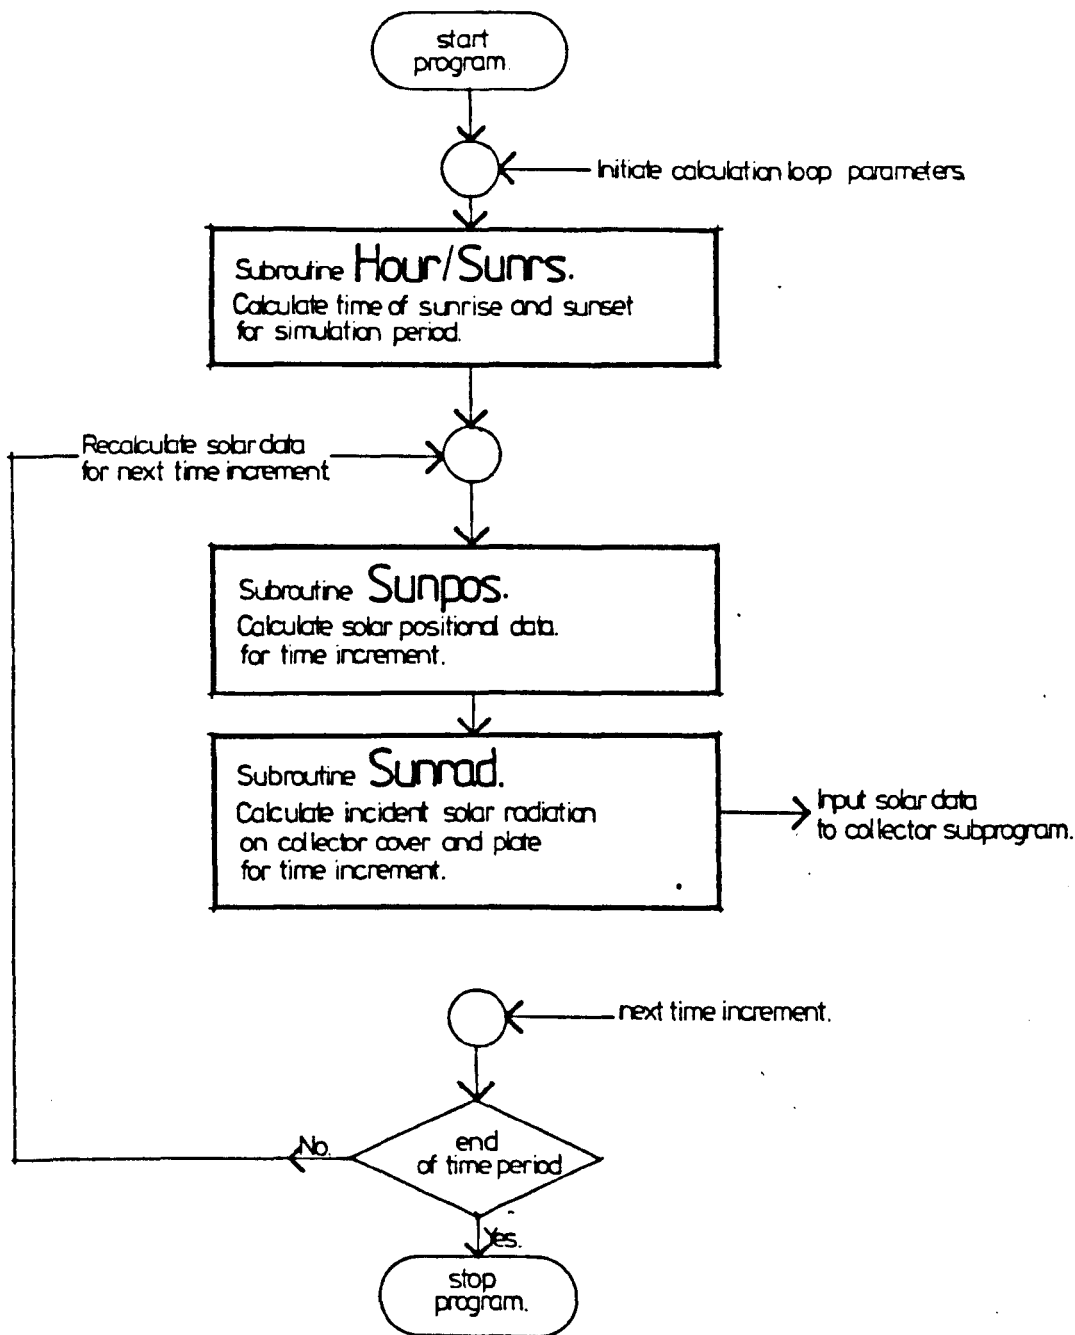 start
program.
Initiate calculation loop parameters.
Subroutine Hour/Sunrs.
Calculate time of sunrise and sunset
for simulation period.
Recalculate solar data
for next time increment.
Subroutine Sunpos.
Calculate solar positional data.
for time increment.
Subroutine Sunrad.
Calculate incident solar radiation
on collector cover and plate
for time increment.
Input solar data
to collector subprogram.
next time increment.
end
of time period
No.
Yes.
stop
program.